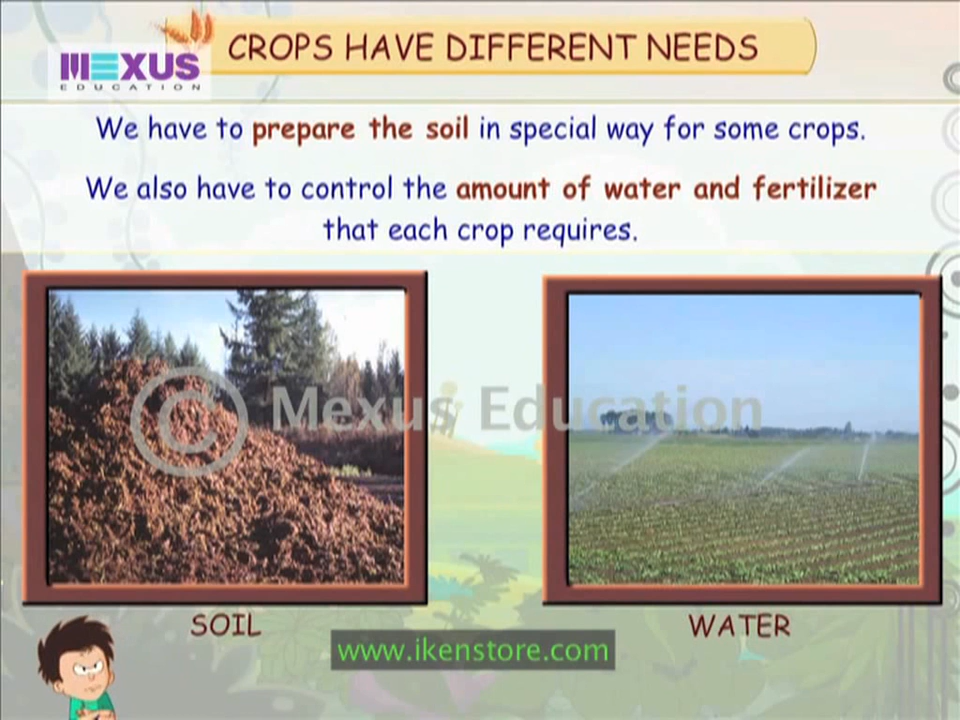 CROPS HAVE DIFFERENT NEEDS
MEXUS
EDUCATION
We have to prepare the soil in special way for some crops.
We also have to control the amount of water and fertilizer
that each crop requires.
© Mexus Education
SOIL
WATER
www.ikenstore.com